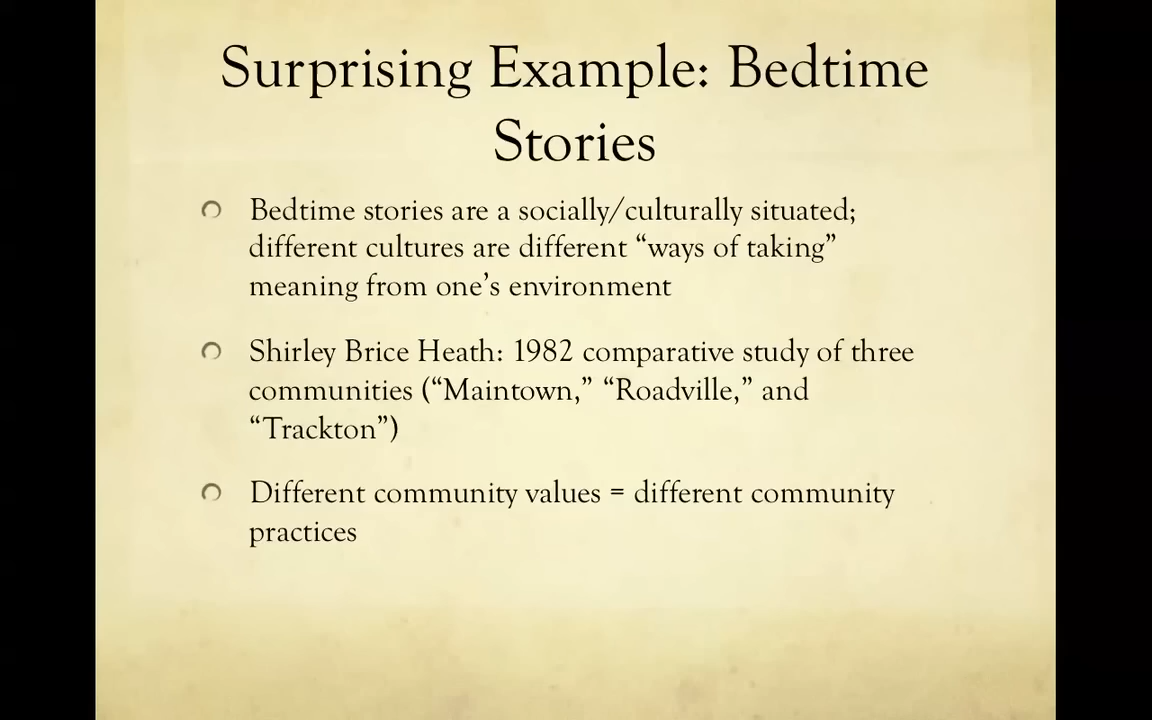 Surprising Example: Bedtime
Stories
Bedtime stories are a socially/culturally situated;
different cultures are different “ways of taking”
meaning from one’s environment
Shirley Brice Heath: 1982 comparative study of three
communities (“Maintown,” “Roadville,” and
“Trackton”)
Different community values = different community
practices